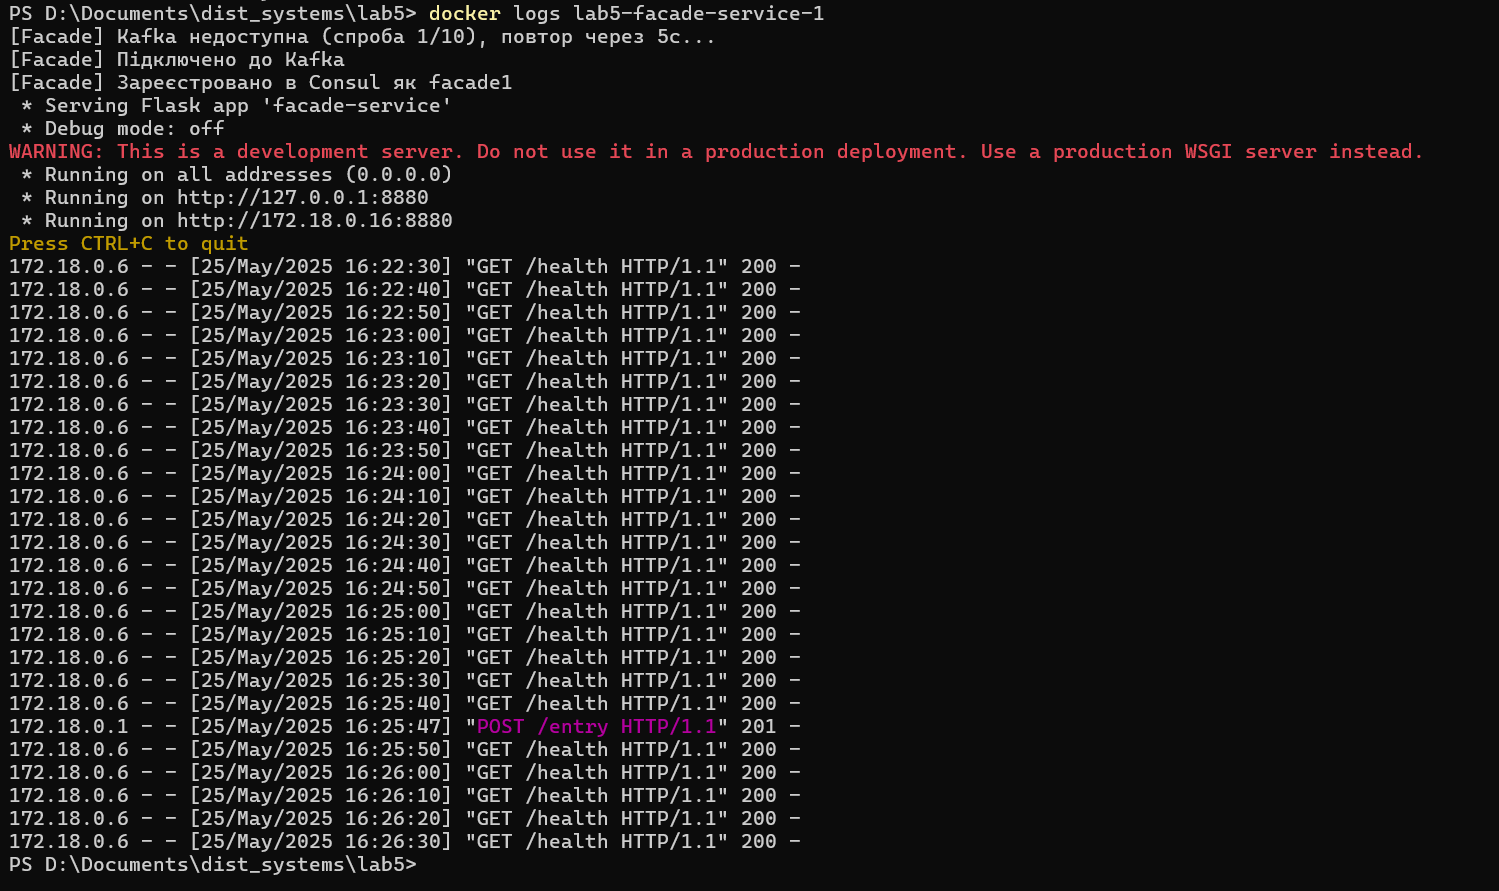 PS D:\Documents\dist_systems\lab5> docker logs lab5-facade-service-1
[Facade] Kafka недоступна (спроба 1/10), повтор через 5с...
[Facade] Підключено до Kafka
[Facade] Зареєстровано в Consul як facade1
 * Serving Flask app 'facade-service'
 * Debug mode: off
WARNING: This is a development server. Do not use it in a production deployment. Use a production WSGI server instead.
 * Running on all addresses (0.0.0.0)
 * Running on http://127.0.0.1:8880
 * Running on http://172.18.0.16:8880
Press CTRL+C to quit
172.18.0.6 - - [25/May/2025 16:22:30] "GET /health HTTP/1.1" 200 -
172.18.0.6 - - [25/May/2025 16:22:40] "GET /health HTTP/1.1" 200 -
172.18.0.6 - - [25/May/2025 16:22:50] "GET /health HTTP/1.1" 200 -
172.18.0.6 - - [25/May/2025 16:23:00] "GET /health HTTP/1.1" 200 -
172.18.0.6 - - [25/May/2025 16:23:10] "GET /health HTTP/1.1" 200 -
172.18.0.6 - - [25/May/2025 16:23:20] "GET /health HTTP/1.1" 200 -
172.18.0.6 - - [25/May/2025 16:23:30] "GET /health HTTP/1.1" 200 -
172.18.0.6 - - [25/May/2025 16:23:40] "GET /health HTTP/1.1" 200 -
172.18.0.6 - - [25/May/2025 16:23:50] "GET /health HTTP/1.1" 200 -
172.18.0.6 - - [25/May/2025 16:24:00] "GET /health HTTP/1.1" 200 -
172.18.0.6 - - [25/May/2025 16:24:10] "GET /health HTTP/1.1" 200 -
172.18.0.6 - - [25/May/2025 16:24:20] "GET /health HTTP/1.1" 200 -
172.18.0.6 - - [25/May/2025 16:24:30] "GET /health HTTP/1.1" 200 -
172.18.0.6 - - [25/May/2025 16:24:40] "GET /health HTTP/1.1" 200 -
172.18.0.6 - - [25/May/2025 16:24:50] "GET /health HTTP/1.1" 200 -
172.18.0.6 - - [25/May/2025 16:25:00] "GET /health HTTP/1.1" 200 -
172.18.0.6 - - [25/May/2025 16:25:10] "GET /health HTTP/1.1" 200 -
172.18.0.6 - - [25/May/2025 16:25:20] "GET /health HTTP/1.1" 200 -
172.18.0.6 - - [25/May/2025 16:25:30] "GET /health HTTP/1.1" 200 -
172.18.0.6 - - [25/May/2025 16:25:40] "GET /health HTTP/1.1" 200 -
172.18.0.1 - - [25/May/2025 16:25:47] "POST /entry HTTP/1.1" 201 -
172.18.0.6 - - [25/May/2025 16:25:50] "GET /health HTTP/1.1" 200 -
172.18.0.6 - - [25/May/2025 16:26:00] "GET /health HTTP/1.1" 200 -
172.18.0.6 - - [25/May/2025 16:26:10] "GET /health HTTP/1.1" 200 -
172.18.0.6 - - [25/May/2025 16:26:20] "GET /health HTTP/1.1" 200 -
172.18.0.6 - - [25/May/2025 16:26:30] "GET /health HTTP/1.1" 200 -
PS D:\Documents\dist_systems\lab5>